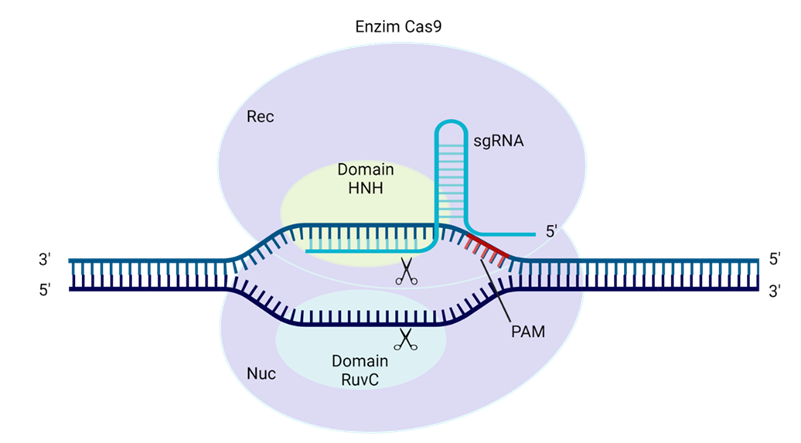 Enzim Cas9
Rec
sgRNA
Domain
HNH
5'
3'
5'
5'
3'
PAM
Domain
RuvC
Nuc